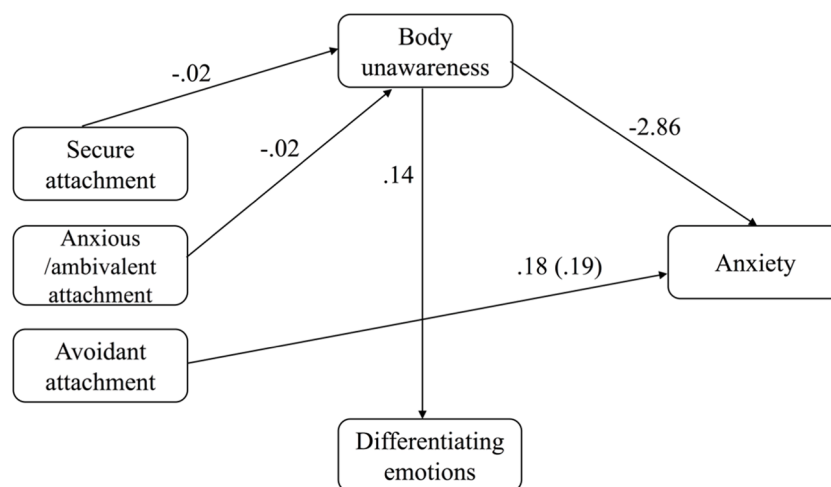 Body
unawareness
-.02
Secure
attachment
-.02
-2.86
.14
Anxious
/ambivalent
attachment
.18 (.19)
Anxiety
Avoidant
attachment
Differentiating
emotions